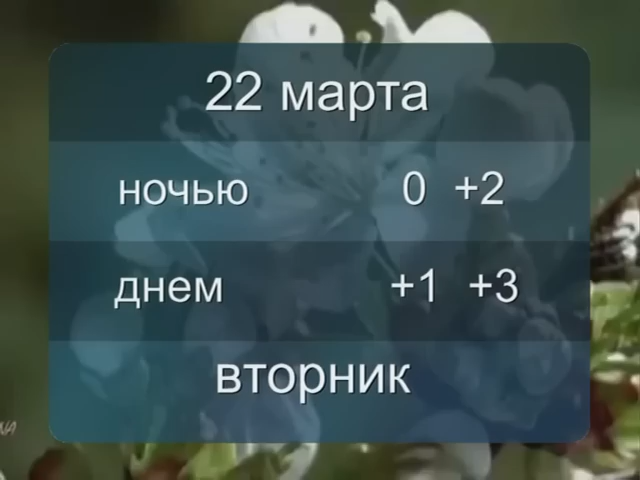 22 марта
ночью 0 +2
днем +1 +3
вторник